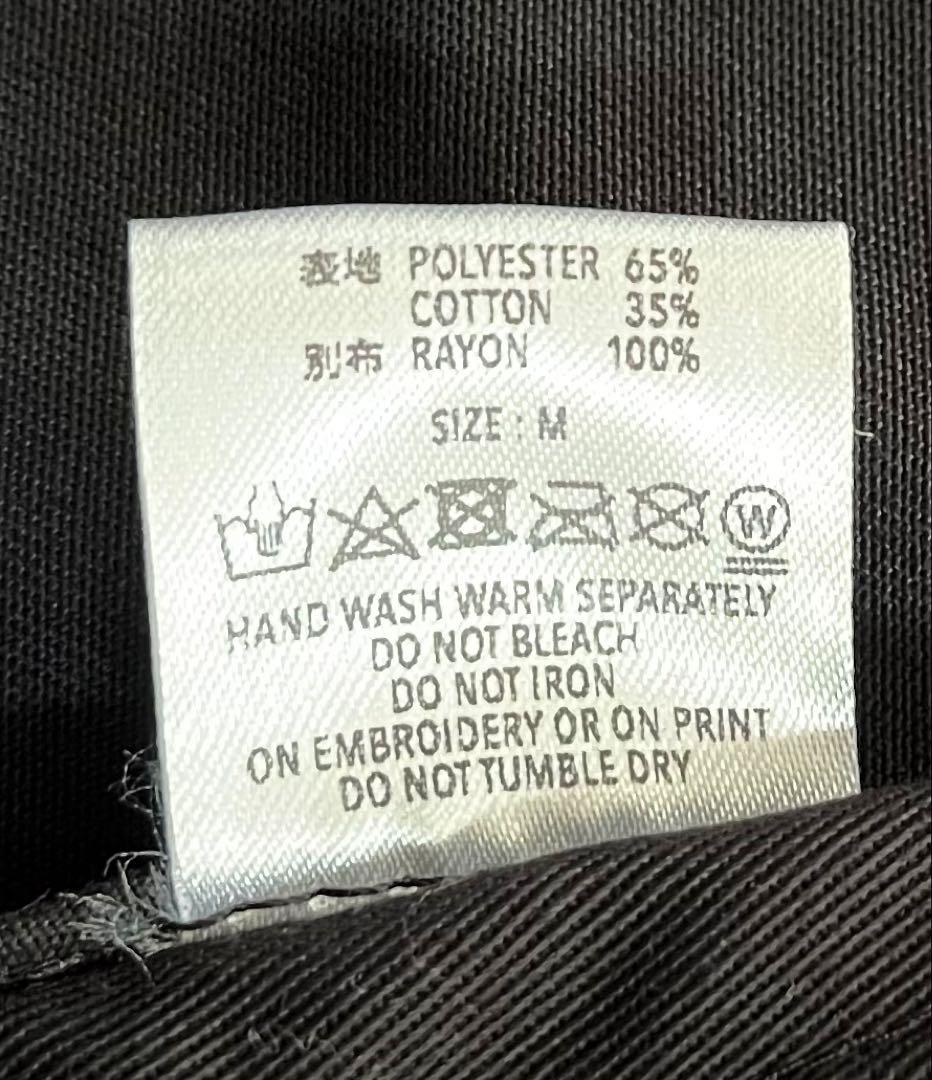 表地 POLYESTER 65%
COTTON 35%
別布 RAYON 100%
SIZE : M
W
HAND WASH WARM SEPARATELY
DO NOT BLEACH
DO NOT IRON
ON EMBROIDERY OR ON PRINT
DO NOT TUMBLE DRY